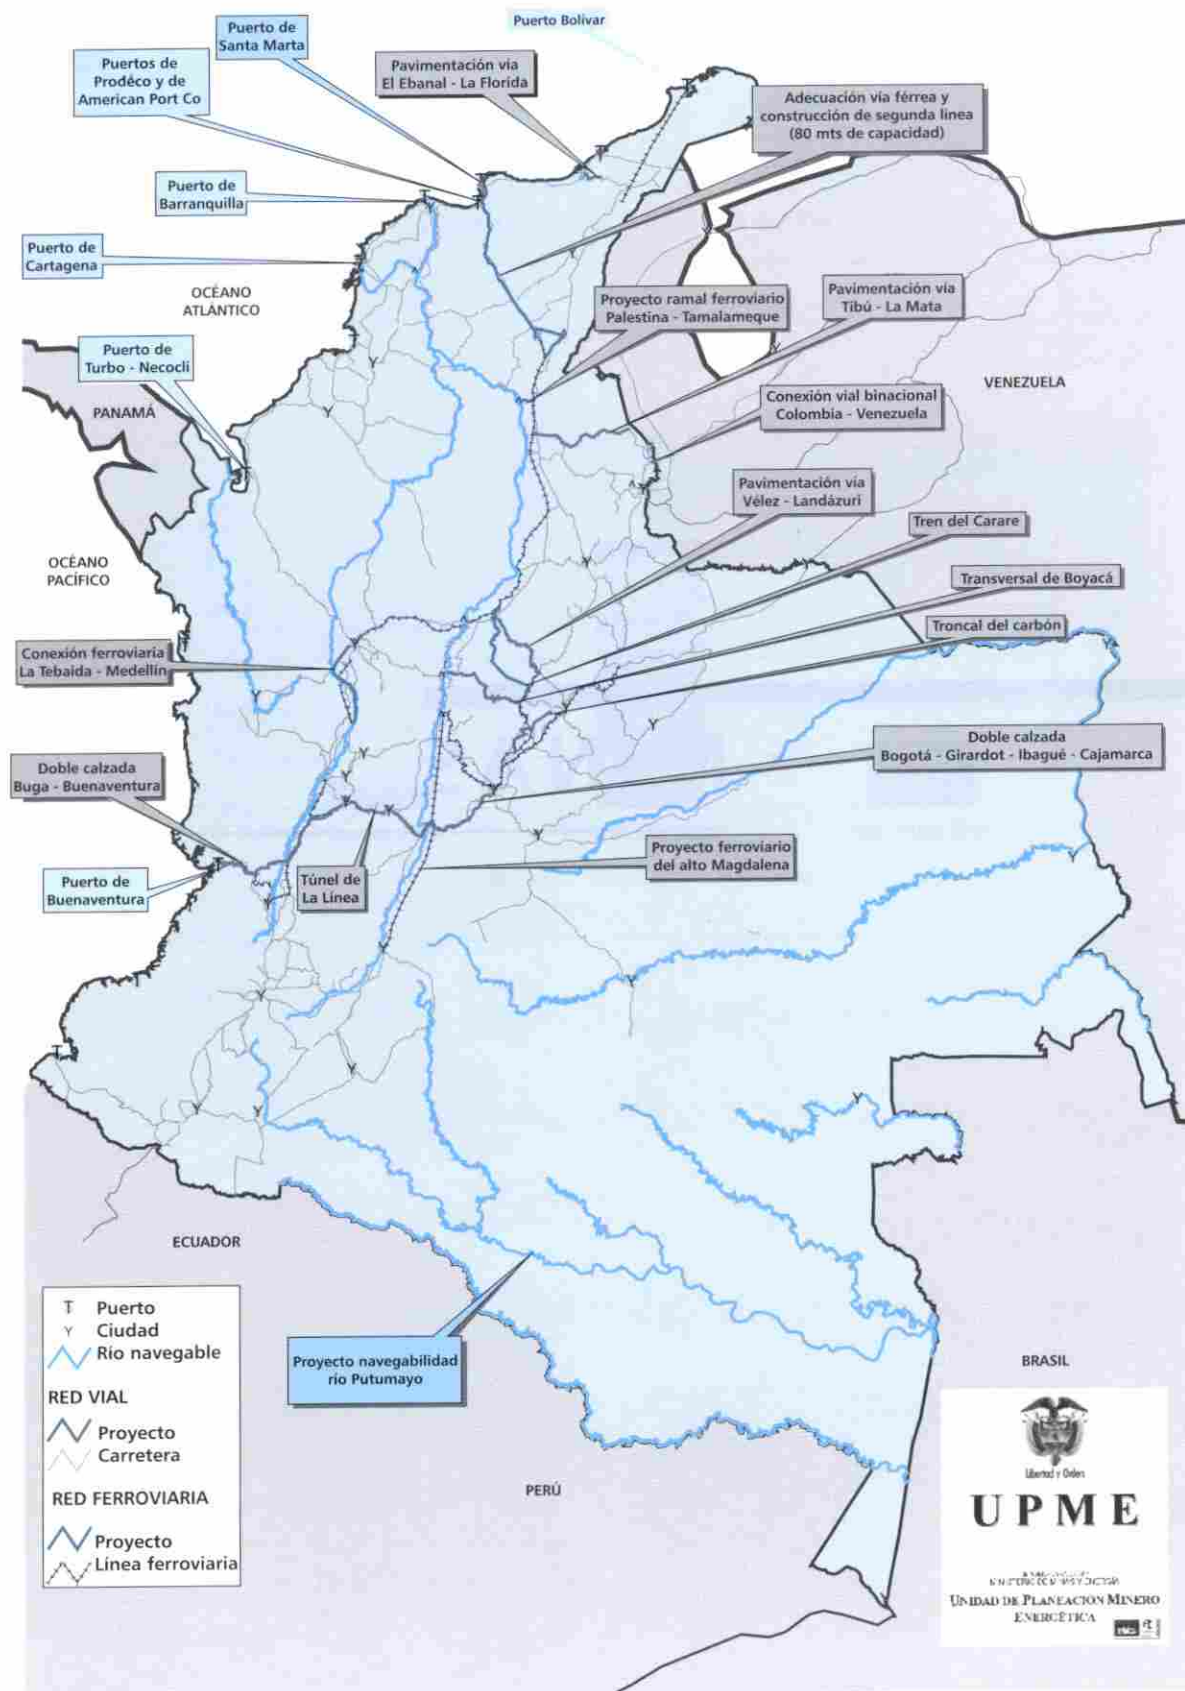 Puerto Bolívar
Puerto de
Santa Marta
Puertos de
Prodeco y de
American Port Co
Pavimentación vía
El Ebanal - La Florida
Adecuación vía férrea y
construcción de segunda línea
(80 mts de capacidad)
Puerto de
Barranquilla
Puerto de
Cartagena
OCÉANO
ATLÁNTICO
Proyecto ramal ferroviario
Palestina - Tamalameque
Pavimentación vía
Tibú - La Mata
Puerto de
Turbo - Necocli
PANAMÁ
VENEZUELA
Conexión vial binacional
Colombia - Venezuela
Pavimentación vía
Vélez - Landázuri
Tren del Carare
OCÉANO
PACÍFICO
Transversal de Boyacá
Troncal del carbón
Conexión ferroviaria
La Tebaida - Medellín
Doble calzada
Bogotá - Girardot - Ibagué - Cajamarca
Doble calzada
Buga - Buenaventura
Proyecto ferroviario
del alto Magdalena
Puerto de
Buenaventura
Túnel de
La Línea
ECUADOR
Puerto
Ciudad
Río navegable
RED VIAL
Proyecto
Carretera
RED FERROVIARIA
Proyecto
Línea ferroviaria
Proyecto navegabilidad
río Putumayo
BRASIL
PERÚ
Libertad y Orden
UPME
UNIDAD DE PLANEACIÓN MINERO
ENERGÉTICA